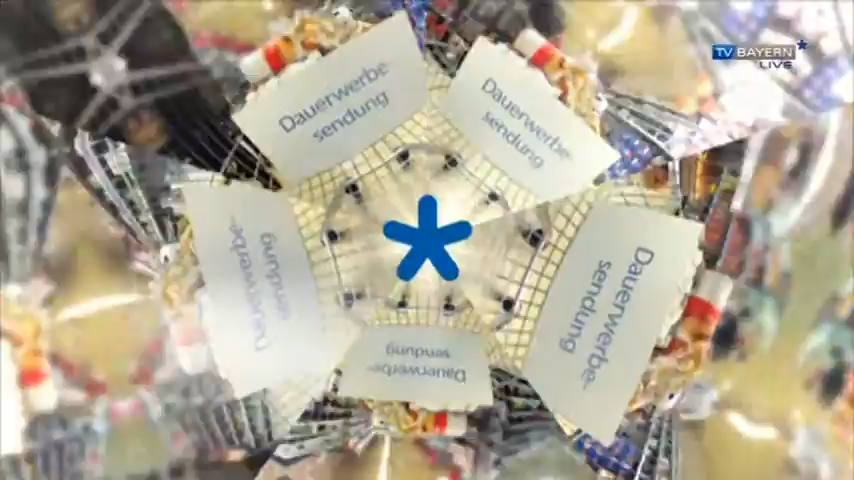 TV BAYERN
LIVE
Dauerwerbe
sendung
Dauerwerbe-
sendung
Dauerwerbe-
sendung
Dauerwerbe-
sendung
Dauerwerbe-
sendung